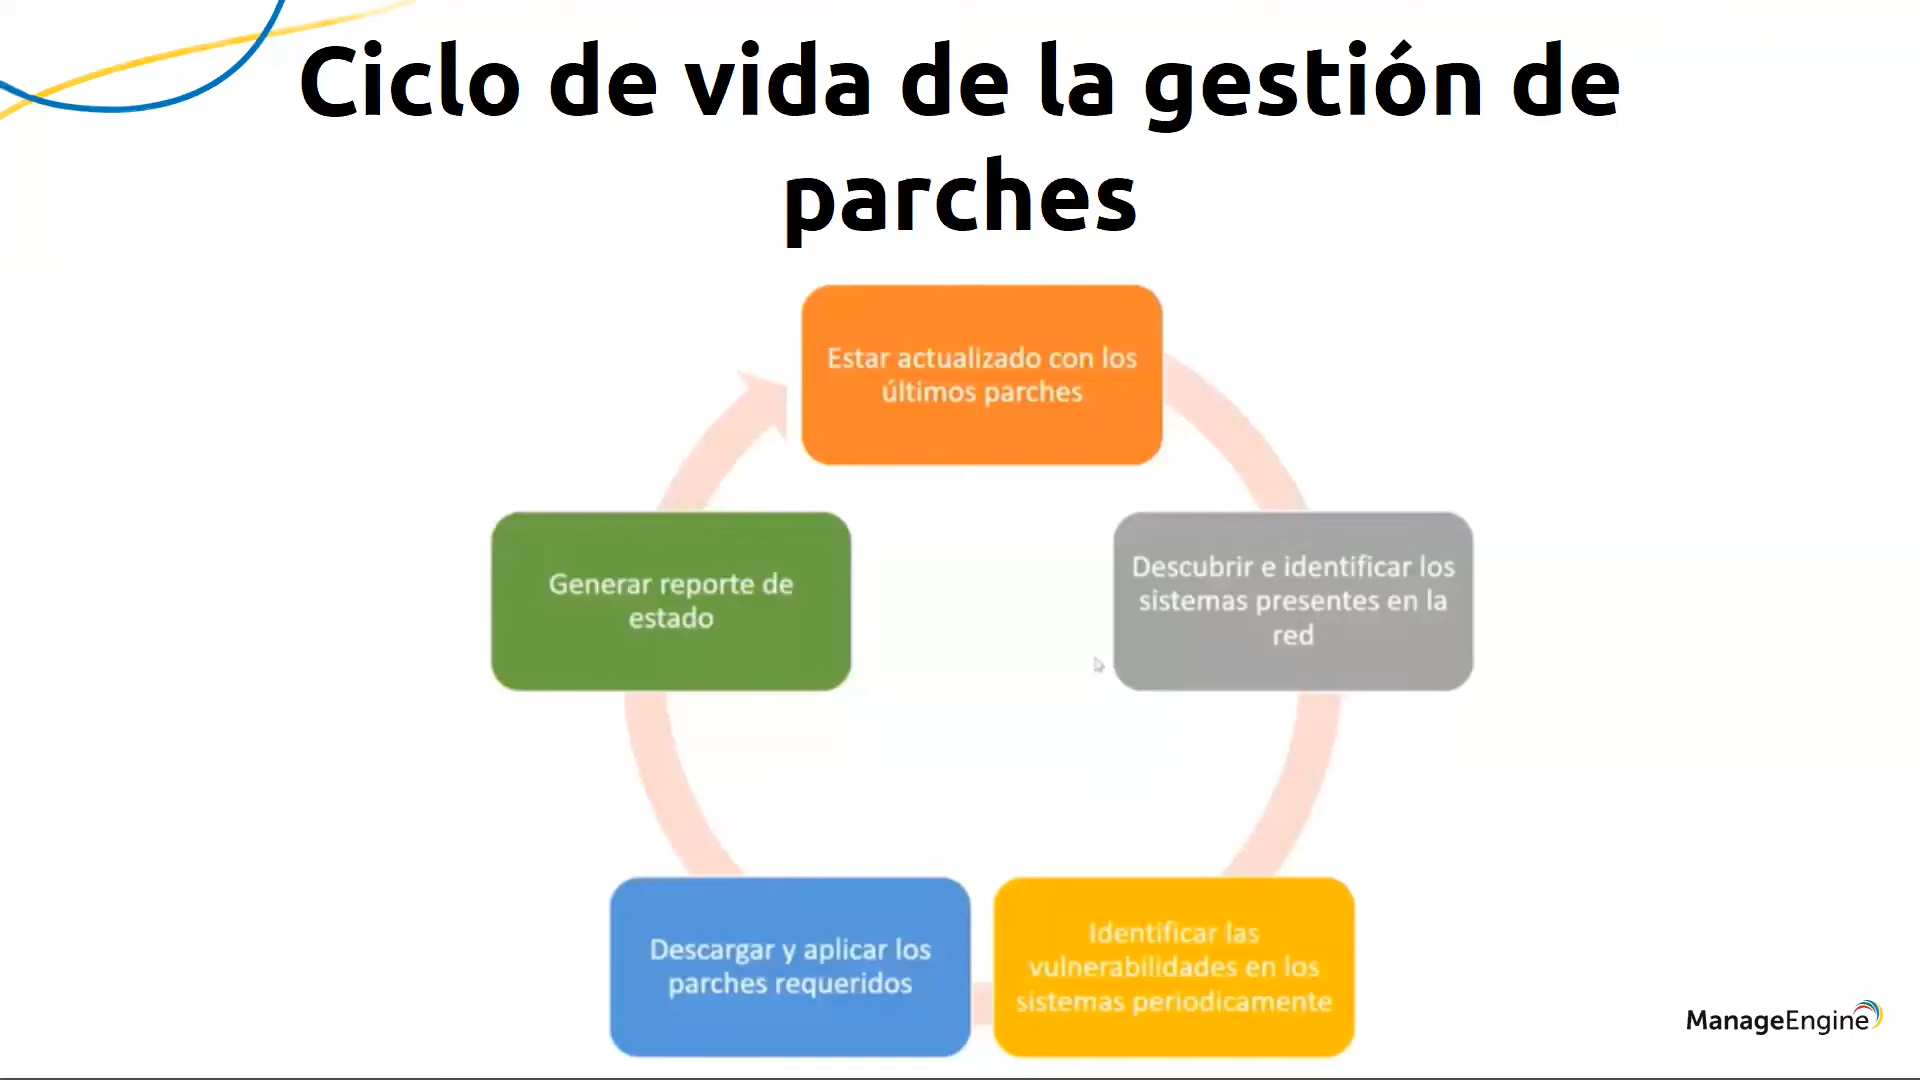 Ciclo de vida de la gestión de
parches
Estar actualizado con los
últimos parches
Descubrir e identificar los
sistemas presentes en la
red
Identificar las
vulnerabilidades en los
sistemas periodicamente
Descargar y aplicar los
parches requeridos
Generar reporte de
estado
ManageEngine